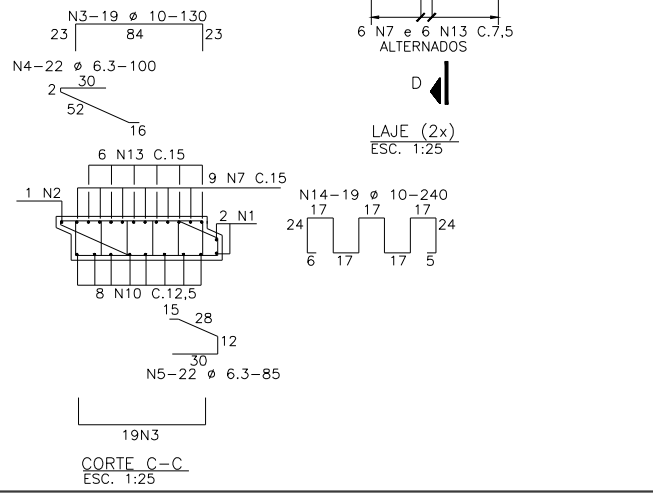 N3-19 ø 10-130
23 84 23
N4-22 ø 6.3-100
30
2
52
16
6 N7 e 6 N13 C.7,5
ALTERNADOS
D
LAJE (2x)
ESC. 1:25
6 N13 C.15
9 N7 C.15
1 N2
2 N1
8 N10 C.12,5
N14-19 ø 10-240
17 17 17
24 24
6 17 17 5
15
28
12
30
N5-22 ø 6.3-85
19N3
CORTE C-C
ESC. 1:25